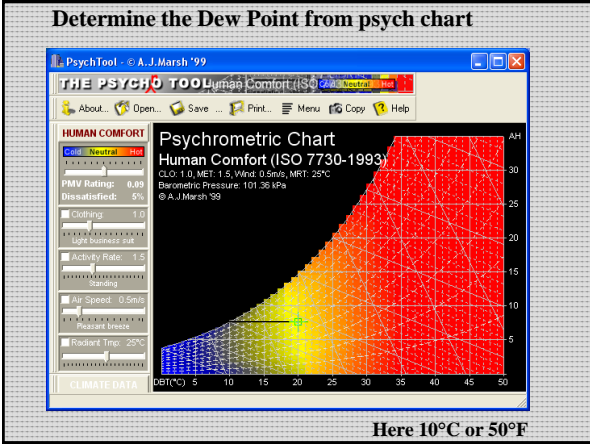 Determine the Dew Point from psych chart
PsychTool - © A.J.Marsh '99
THE PSYCHO TOOL uman Comfort (ISO Cold Neutral Hot
About... Open... Save ... Print... Menu Copy Help
HUMAN COMFORT
Cold Neutral Hot
PMV Rating: 0.09
Dissatisfied: 5%
Clothing: 1.0
Light business suit
Activity Rate: 1.5
Standing
Air Speed: 0.5m/s
Pleasant breeze
Radiant Tmp: 25°C
CLIMATE DATA
Psychrometric Chart
Human Comfort (ISO 7730-1993)
CLO: 1.0, MET: 1.5, Wind: 0.5m/s, MRT: 25°C
Barometric Pressure: 101.36 kPa
© A.J.Marsh '99
AH
30
20
15
10
5
DBT(°C) 5 10 15 20 25 30 35 40 45 50
Here 10°C or 50°F